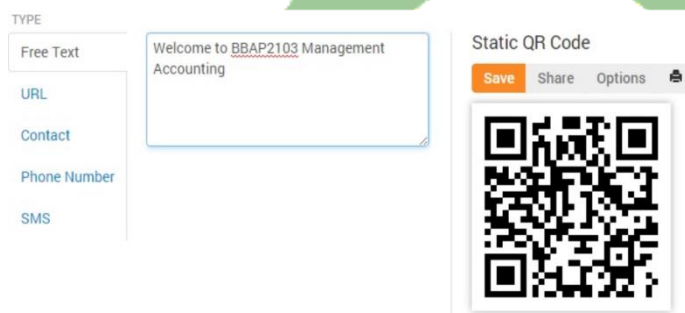 TYPE
Free Text
URL
Contact
Phone Number
SMS
Welcome to BBAP2103 Management
Accounting
Static QR Code
Save Share Options